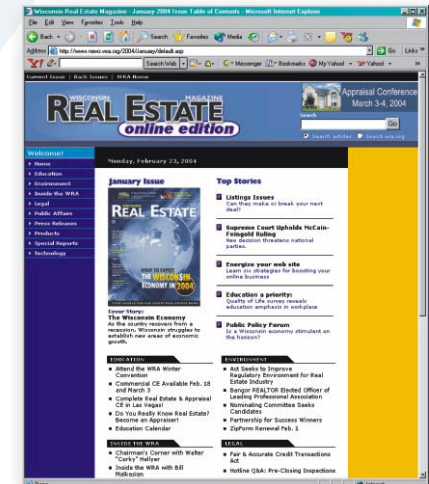 Wisconsin Real Estate Magazine - January 2004 Issue Table of Contents - Microsoft Internet Explorer
File Edit View Favorites Tools Help
Back Search Favorites Media
Address http://news.wra.org/2004/January/default.asp Go Links
Y! Search Web Messenger Bookmarks My Yahoo! Yahoo!
Current Issue | Back Issues | WRA Home
WISCONSIN
MAGAZINE
REAL ESTATE
online edition
Appraisal Conference
March 3-4, 2004
Search
Go
Search articles Search wra.org
Welcome!
Home
Education
Environment
Inside the WRA
Legal
Public Affairs
Press Releases
Products
Special Reports
Technology
Monday, February 23, 2004
January Issue
REAL ESTATE
WHAT TO EXPECT
THE WISCONSIN
ECONOMY IN 2004
Cover Story:
The Wisconsin Economy
As the country recovers from a
recession, Wisconsin struggles to
establish new areas of economic
growth.
Top Stories
Listings Issues
Can they make or break your next
deal?
Supreme Court Upholds McCain-
Feingold Ruling
New decision threatens national
parties.
Energize your web site
Learn six strategies for boosting your
online business
Education a priority:
Quality of Life survey reveals
education emphasis in workplace
Public Policy Forum
Is a Wisconsin economy stimulant on
the horizon?
EDUCATION
Attend the WRA Winter
Convention
Commercial CE Available Feb. 18
and March 3
Complete Real Estate & Appraisal
CE in Las Vegas!
Do You Really Know Real Estate?
Become an Appraiser!
Education Calendar
ENVIRONMENT
Act Seeks to Improve
Regulatory Environment for Real
Estate Industry
Bangor REALTOR Elected Officer of
Leading Professional Association
Nominating Committee Seeks
Candidates
Partnership for Success Winners
ZipForm Renewal Feb. 1
INSIDE THE WRA
Chairman's Corner with Walter
"Corky" Hellyer
Inside the WRA with Bill
Malkasian
LEGAL
Fair & Accurate Credit Transactions
Act
Hotline Q&A: Pre-Closing Inspections
Internet